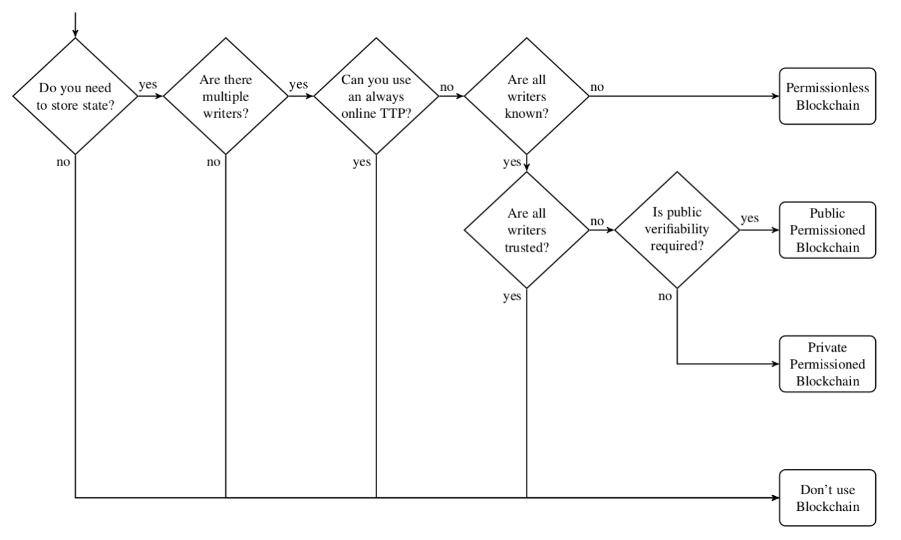 Do you need
to store state?
yes
Are there
multiple
writers?
yes
Can you use
an always
online TTP?
no
Are all
writers
known?
no
Permissionless
Blockchain
no
no
yes
yes
Are all
writers
trusted?
no
Is public
verifiability
required?
yes
Public
Permissioned
Blockchain
yes
no
Private
Permissioned
Blockchain
Don't use
Blockchain